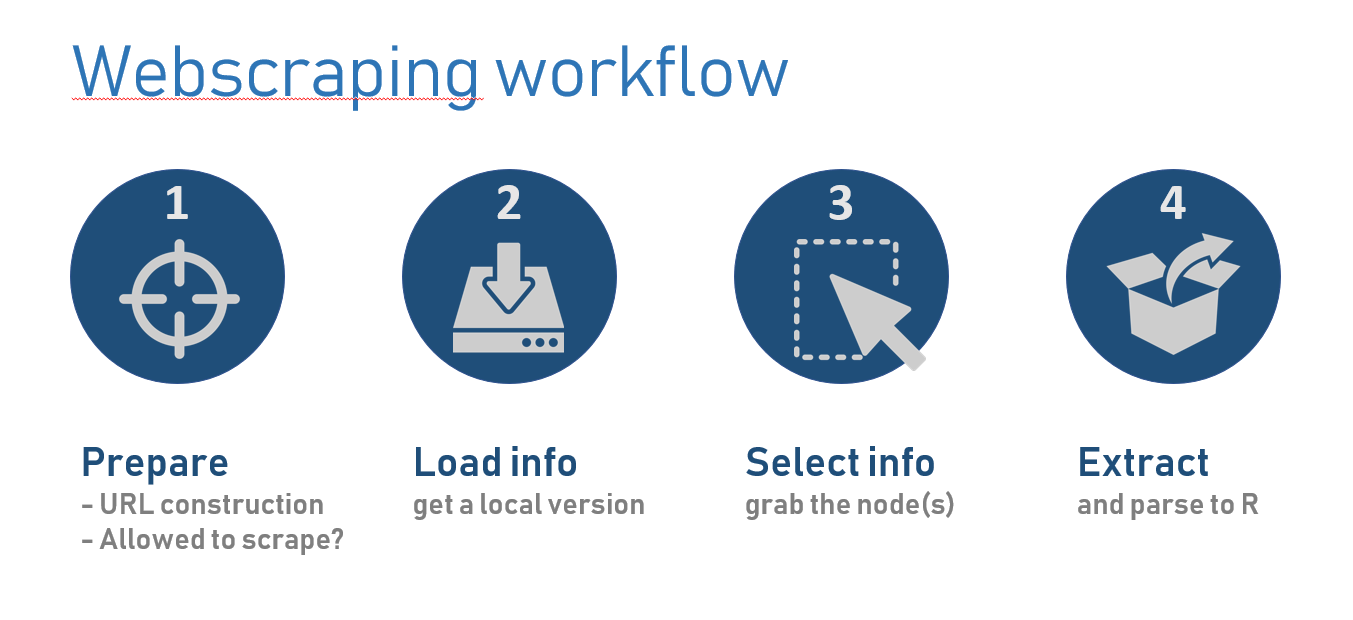 Webscraping workflow
1
2
3
4
Prepare
- URL construction
- Allowed to scrape?
Load info
get a local version
Select info
grab the node(s)
Extract
and parse to R